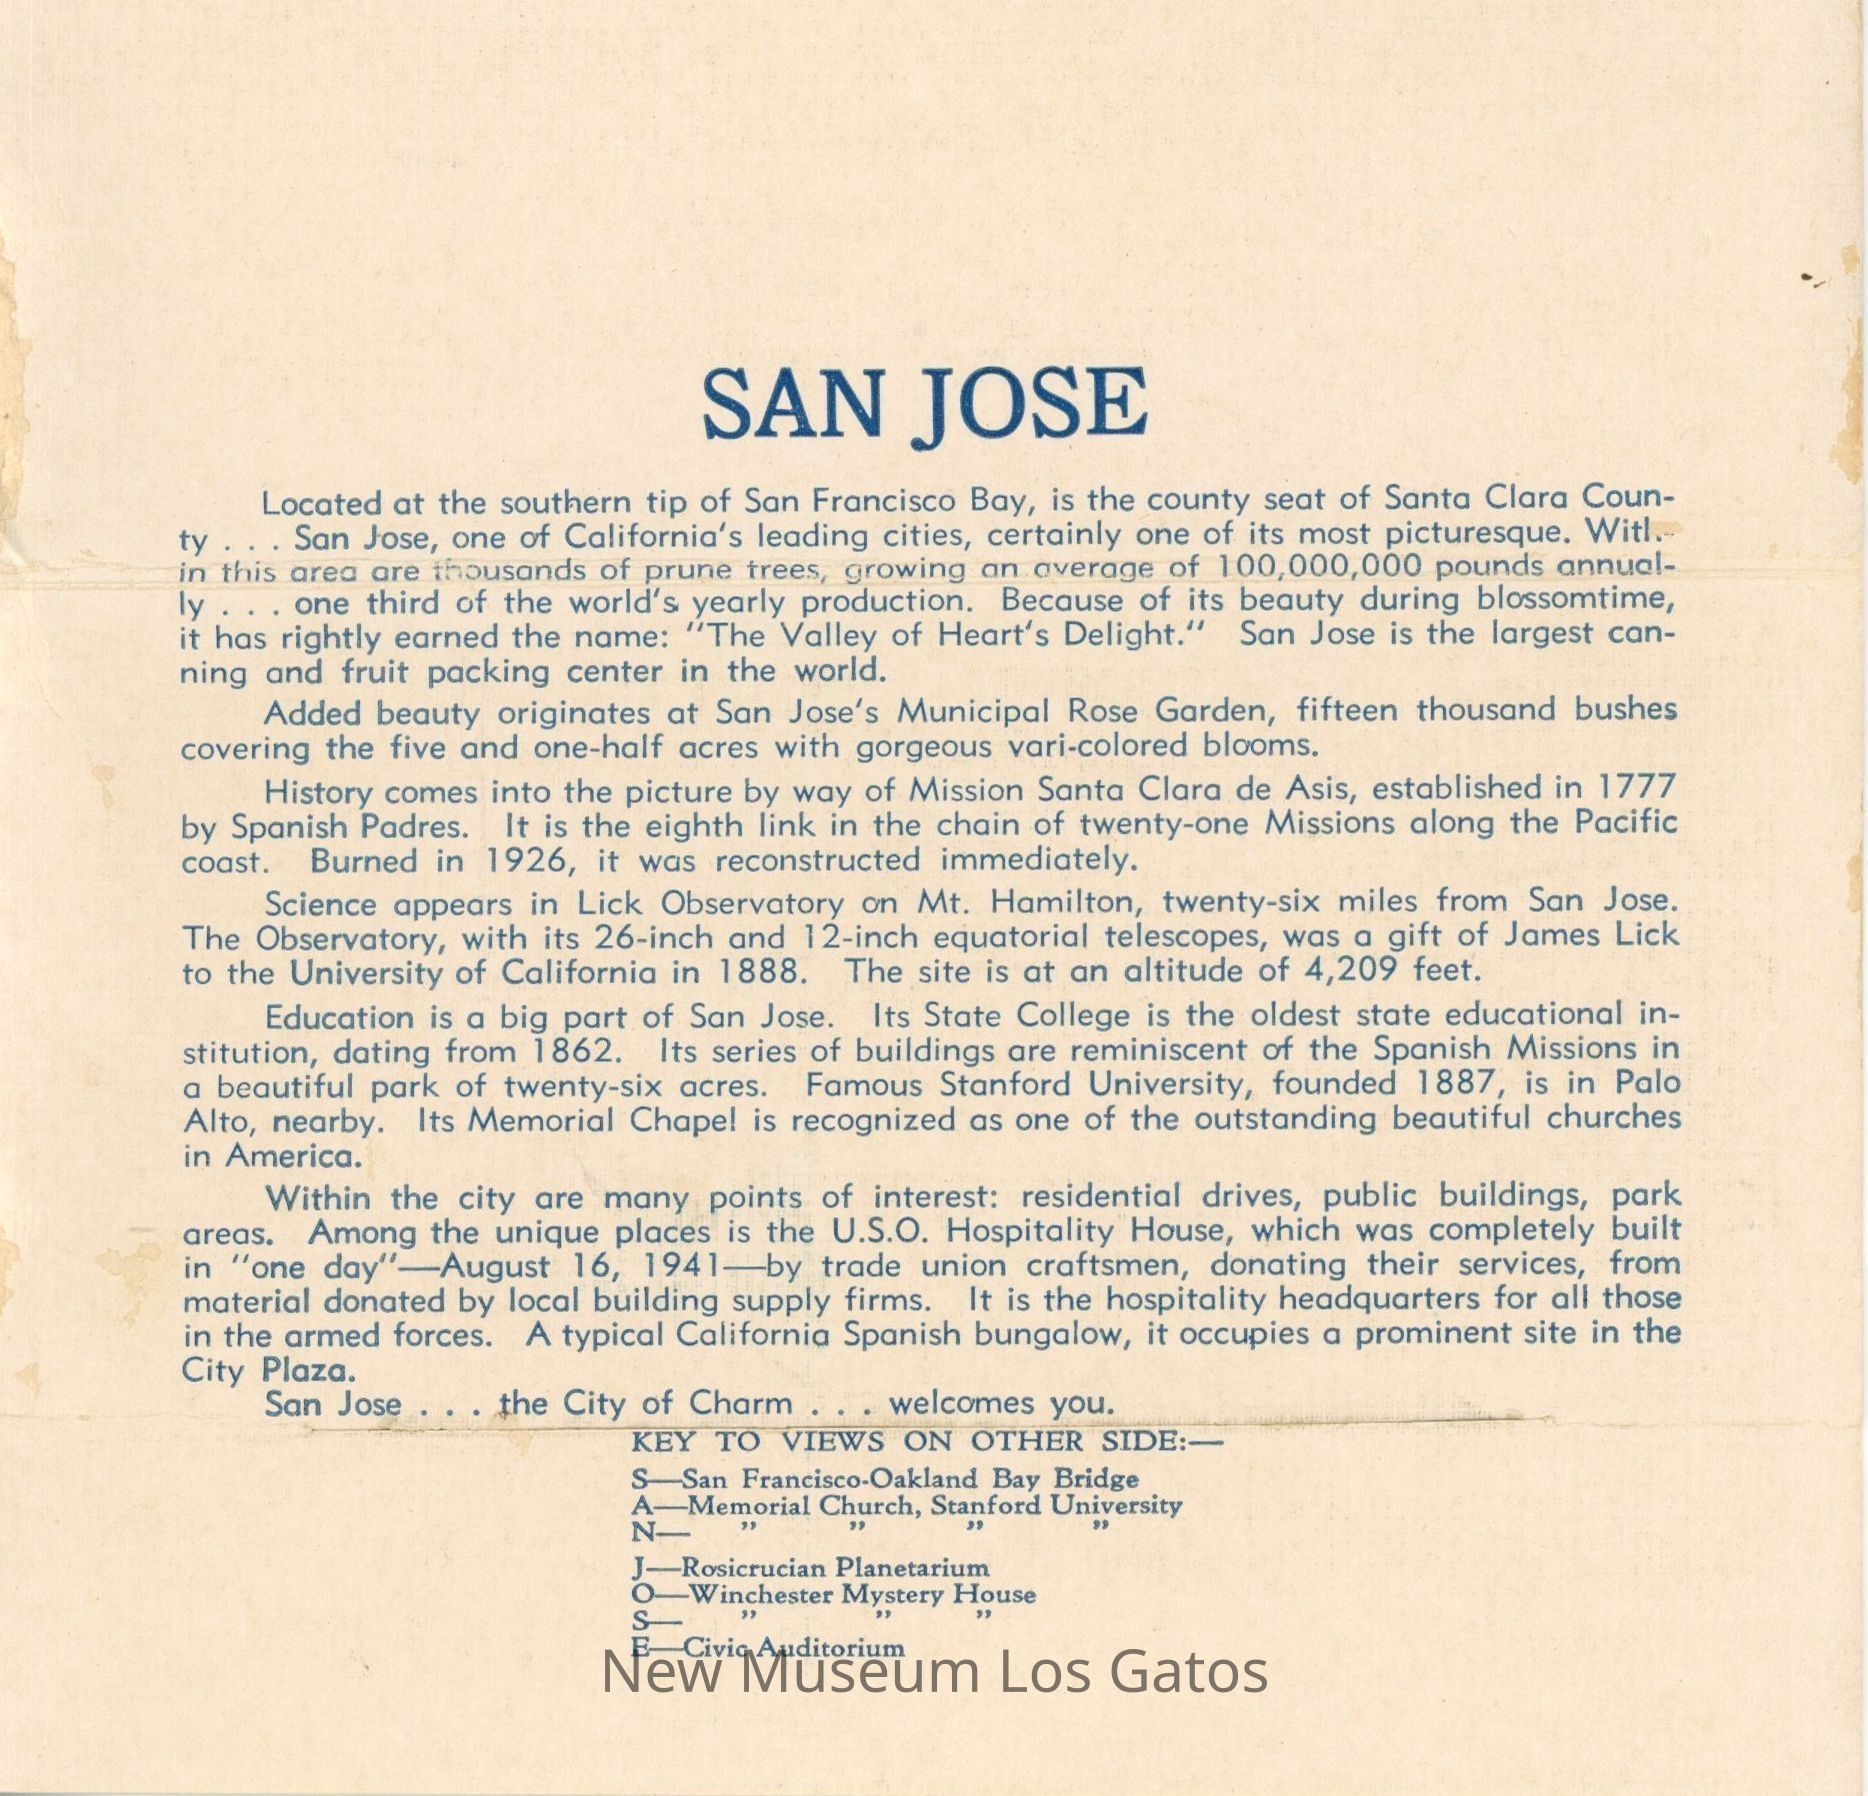 SAN JOSE
Located at the southern tip of San Francisco Bay, is the county seat of Santa Clara Coun-
ty . . . San Jose, one of California's leading cities, certainly one of its most picturesque. With-
in this area are thousands of prune trees, growing an average of 100,000,000 pounds annual-
ly . . . one third of the world's yearly production. Because of its beauty during blossomtime,
it has rightly earned the name: "The Valley of Heart's Delight." San Jose is the largest can-
ning and fruit packing center in the world.
Added beauty originates at San Jose's Municipal Rose Garden, fifteen thousand bushes
covering the five and one-half acres with gorgeous vari-colored blooms.
History comes into the picture by way of Mission Santa Clara de Asis, established in 1777
by Spanish Padres. It is the eighth link in the chain of twenty-one Missions along the Pacific
coast. Burned in 1926, it was reconstructed immediately.
Science appears in Lick Observatory on Mt. Hamilton, twenty-six miles from San Jose.
The Observatory, with its 26-inch and 12-inch equatorial telescopes, was a gift of James Lick
to the University of California in 1888. The site is at an altitude of 4,209 feet.
Education is a big part of San Jose. Its State College is the oldest state educational in-
stitution, dating from 1862. Its series of buildings are reminiscent of the Spanish Missions in
a beautiful park of twenty-six acres. Famous Stanford University, founded 1887, is in Palo
Alto, nearby. Its Memorial Chapel is recognized as one of the outstanding beautiful churches
in America.
Within the city are many points of interest: residential drives, public buildings, park
areas. Among the unique places is the U.S.O. Hospitality House, which was completely built
in "one day"—August 16, 1941—by trade union craftsmen, donating their services, from
material donated by local building supply firms. It is the hospitality headquarters for all those
in the armed forces. A typical California Spanish bungalow, it occupies a prominent site in the
City Plaza.
San Jose . . . the City of Charm . . . welcomes you.
KEY TO VIEWS ON OTHER SIDE:—
S—San Francisco-Oakland Bay Bridge
A—Memorial Church, Stanford University
N— " " " "
J—Rosicrucian Planetarium
O—Winchester Mystery House
S— " " "
E—Civic Auditorium
New Museum Los Gatos